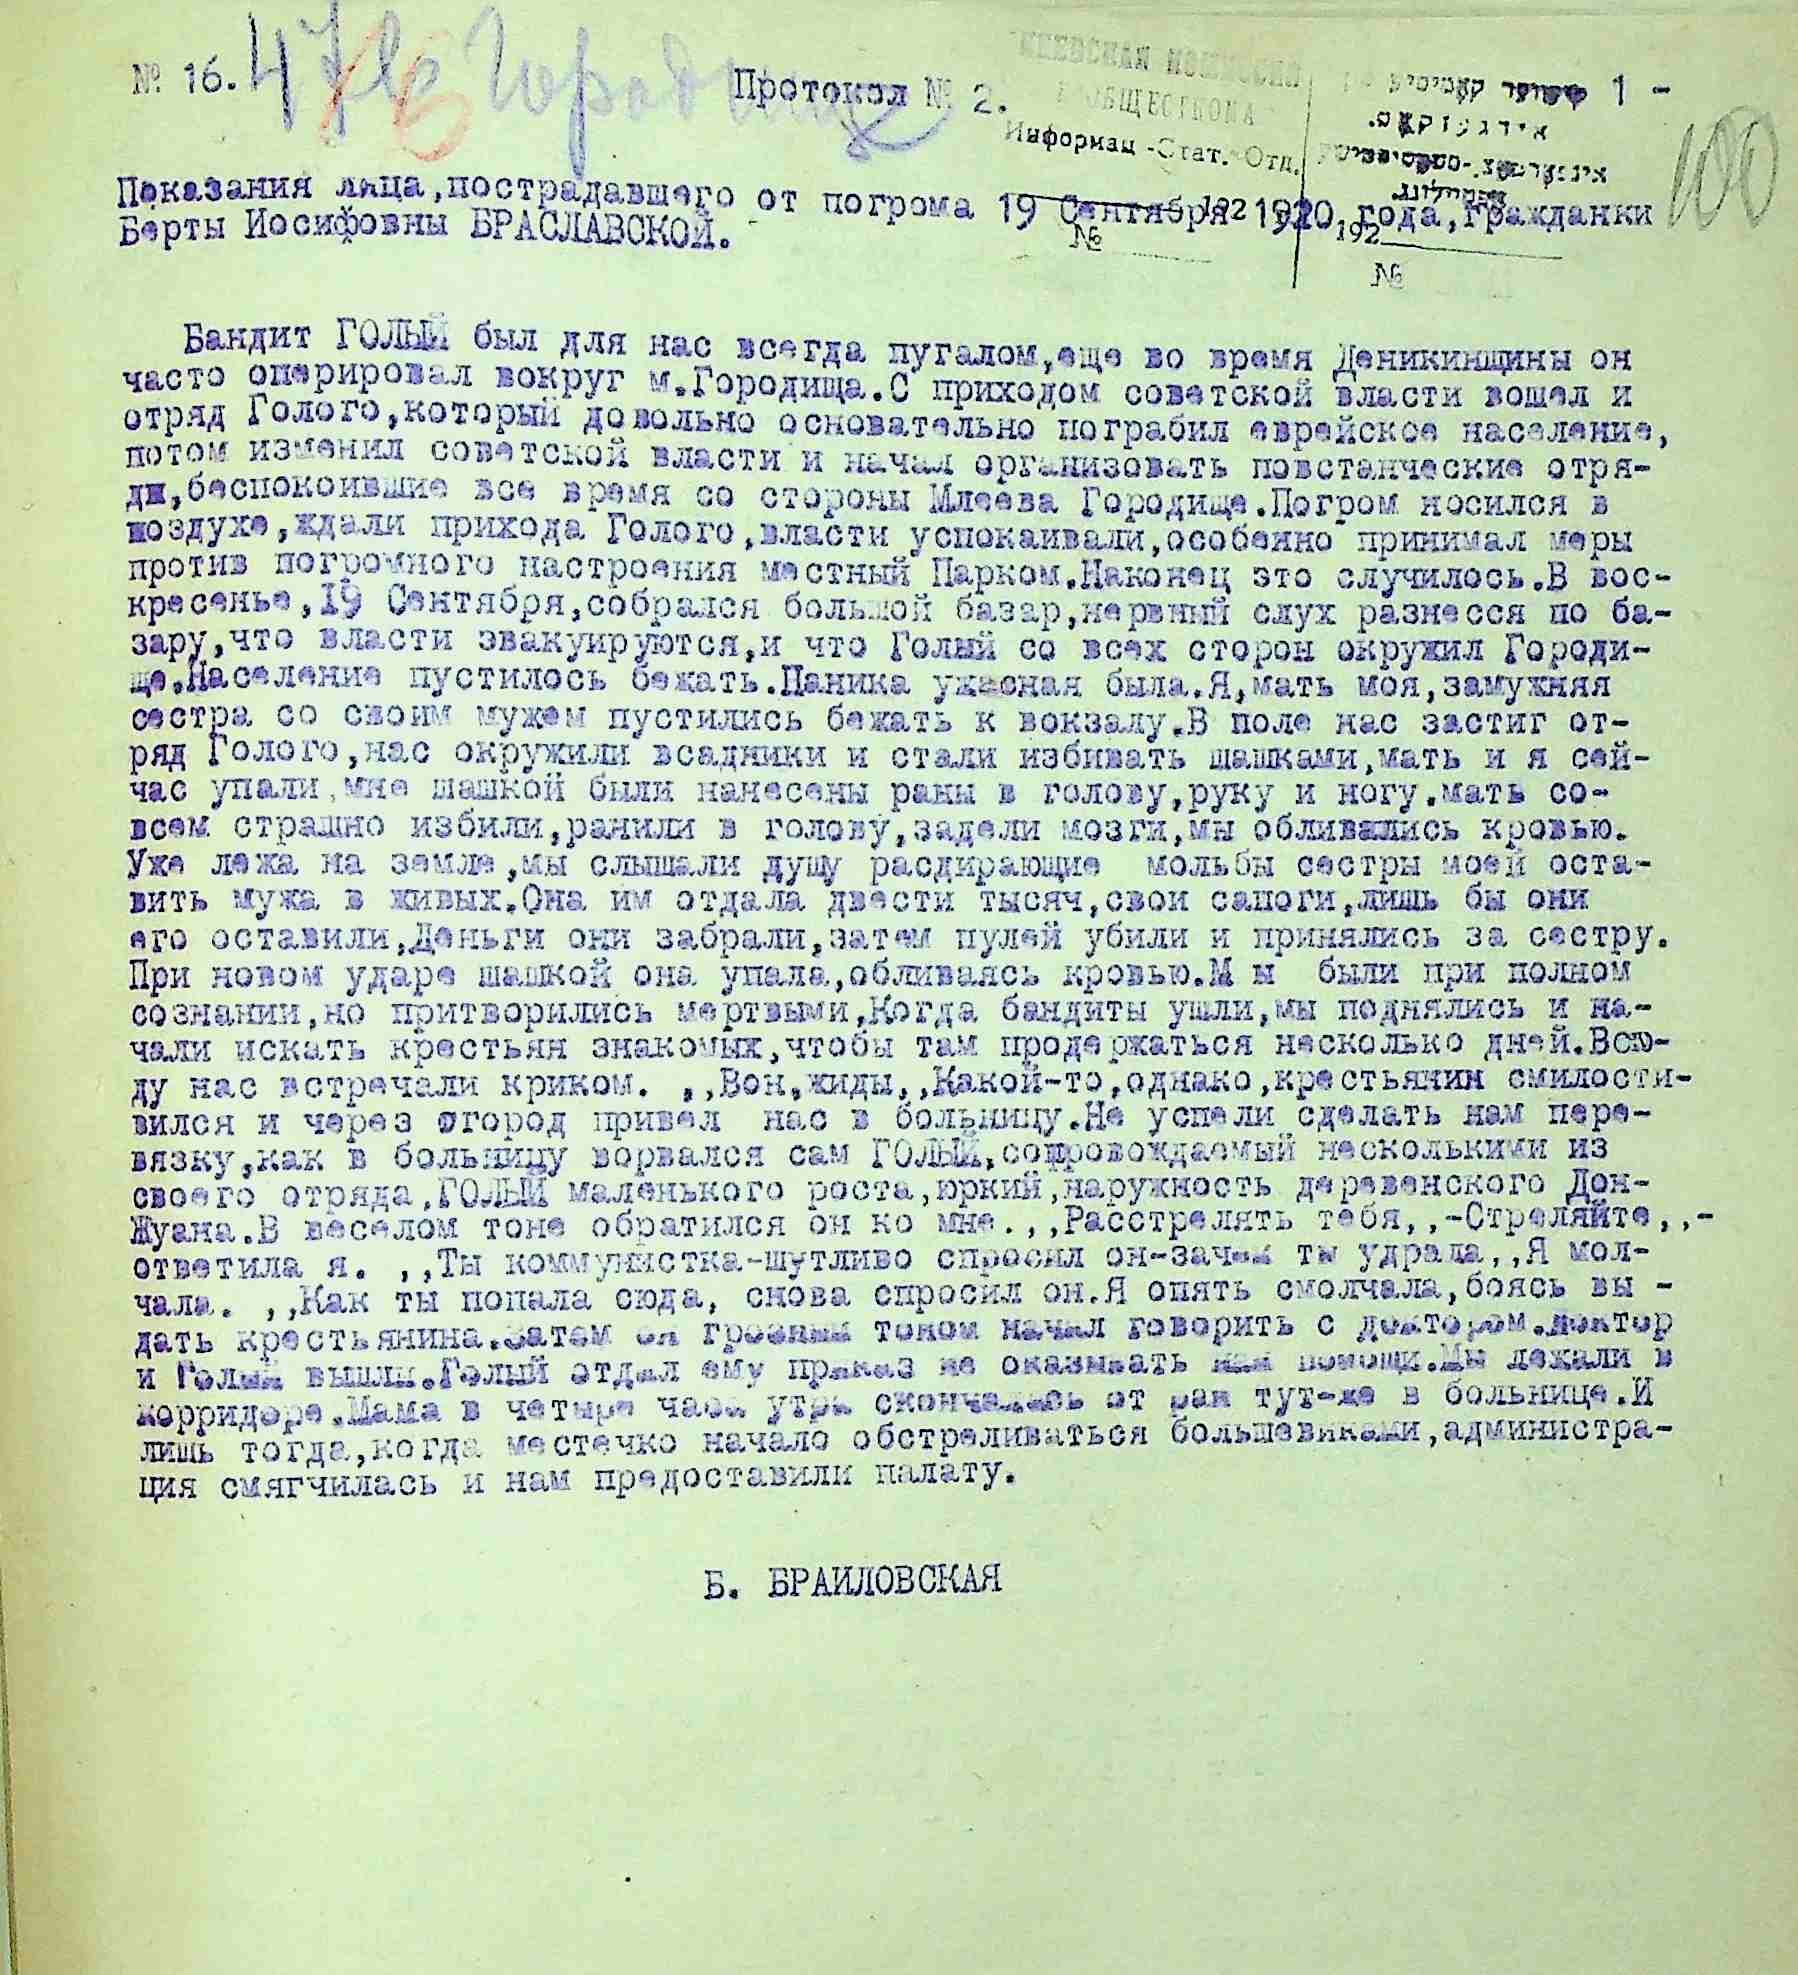 № 16.
Протокол № 2.
1 -
КИЕВСКАЯ КОМИССИЯ
ЕВОБЩЕСТКОМА
Информац-Стат. Отд.
100
Показания лица,пострадавшего от погрома 19 Сентября 1920 года,гражданки
Берты Иосифовны БРАСЛАВСКОЙ.
192
№
192
№
Бандит ГОЛЫЙ был для нас всегда пугалом,еще во время Деникинщины он
часто оперировал вокруг м.Городища.С приходом советской власти вошел и
отряд Голого,который довольно основательно пограбил еврейское население,
потом изменил советской власти и начал организовать повстанческие отря-
ды,беспокоившие все время со стороны Млеева Городище.Погром носился в
воздухе,ждали прихода Голого,власти успокаивали,особенно принимал меры
против погромного настроения местный Парком.Наконец это случилось.В вос-
кресенье,19 Сентября,собрался большой базар,нервный слух разнесся по ба-
зару,что власти эвакуируются,и что Голый со всех сторон окружил Городи-
ще.Население пустилось бежать.Паника ужасная была.Я,мать моя,замужняя
сестра со своим мужем пустились бежать к вокзалу.В поле нас застиг от-
ряд Голого,нас окружили всадники и стали избивать шашками,мать и я сей-
час упали,мне шашкой были нанесены раны в голову,руку и ногу.мать со-
всем страшно избили,ранили в голову,задели мозги,мы обливались кровью.
Уже лежа на земле,мы слышали душу расдирающие мольбы сестры моей оста-
вить мужа в живых.Она им отдала двести тысяч,свои сапоги,лишь бы они
его оставили,Деньги они забрали,затем пулей убили и принялись за сестру.
При новом ударе шашкой она упала,обливаясь кровью.М ы были при полном
сознании,но притворились мертвыми,Когда бандиты ушли,мы поднялись и на-
чали искать крестьян знакомых,чтобы там продержаться несколько дней.Всю-
ду нас встречали криком. ,,Вон,жиды,,Какой-то,однако,крестьянин смилости-
вился и через огород привел нас в больницу.Не успели сделать нам пере-
вязку,как в больницу ворвался сам ГОЛЫЙ,сопровождаемый несколькими из
своего отряда,ГОЛЫЙ маленького роста,юркий,наружность деревенского Дон-
Жуана.В веселом тоне обратился он ко мне.,,Расстрелять тебя,,-Стреляйте,,-
ответила я. ,,Ты коммунистка-шутливо спросил он-зачем ты удрала,,Я мол-
чала. ,,Как ты попала сюда, снова спросил он.Я опять смолчала,боясь вы -
дать крестьянина.Затем он грозным тоном начал говорить с доктором.Доктор
и Голый вышли.Голый отдал ему приказ не оказывать нам помощи.Мы лежали в
корридоре.Мама в четыре часа утра скончалась от ран тут-же в больнице.И
лишь тогда,когда местечко начало обстреливаться большевиками,администра-
ция смягчилась и нам предоставили палату.
Б. БРАИЛОВСКАЯ